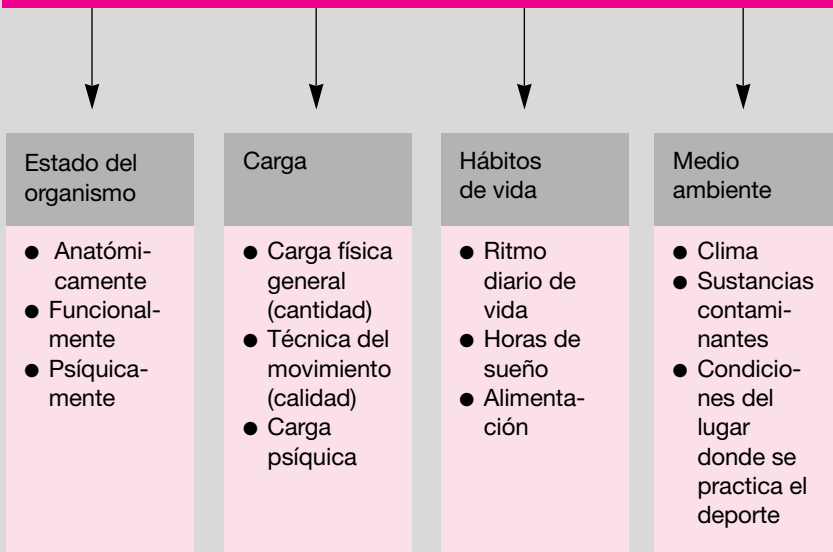 Estado del
organismo
● Anatómi-
camente
● Funcional-
mente
● Psíquica-
mente
Carga
● Carga física
general
(cantidad)
● Técnica del
movimiento
(calidad)
● Carga
psíquica
Hábitos
de vida
● Ritmo
diario de
vida
● Horas de
sueño
● Alimenta-
ción
Medio
ambiente
● Clima
● Sustancias
contami-
nantes
● Condicio-
nes del
lugar
donde se
practica el
deporte